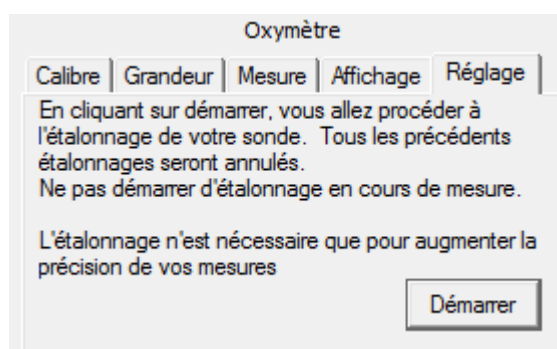 Oxymètre
Calibre Grandeur Mesure Affichage Réglage
En cliquant sur démarrer, vous allez procéder à
l'étalonnage de votre sonde. Tous les précédents
étalonnages seront annulés.
Ne pas démarrer d'étalonnage en cours de mesure.
L'étalonnage n'est nécessaire que pour augmenter la
précision de vos mesures
Démarrer